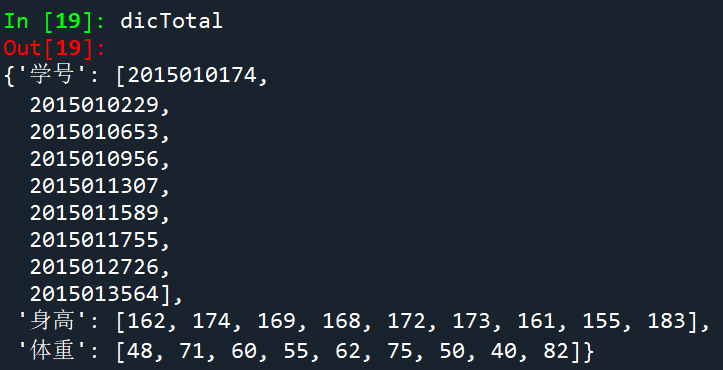 In [19]: dicTotal
Out[19]:
{'学号': [2015010174,
2015010229,
2015010653,
2015010956,
2015011307,
2015011589,
2015011755,
2015012726,
2015013564],
'身高': [162, 174, 169, 168, 172, 173, 161, 155, 183],
'体重': [48, 71, 60, 55, 62, 75, 50, 40, 82]}